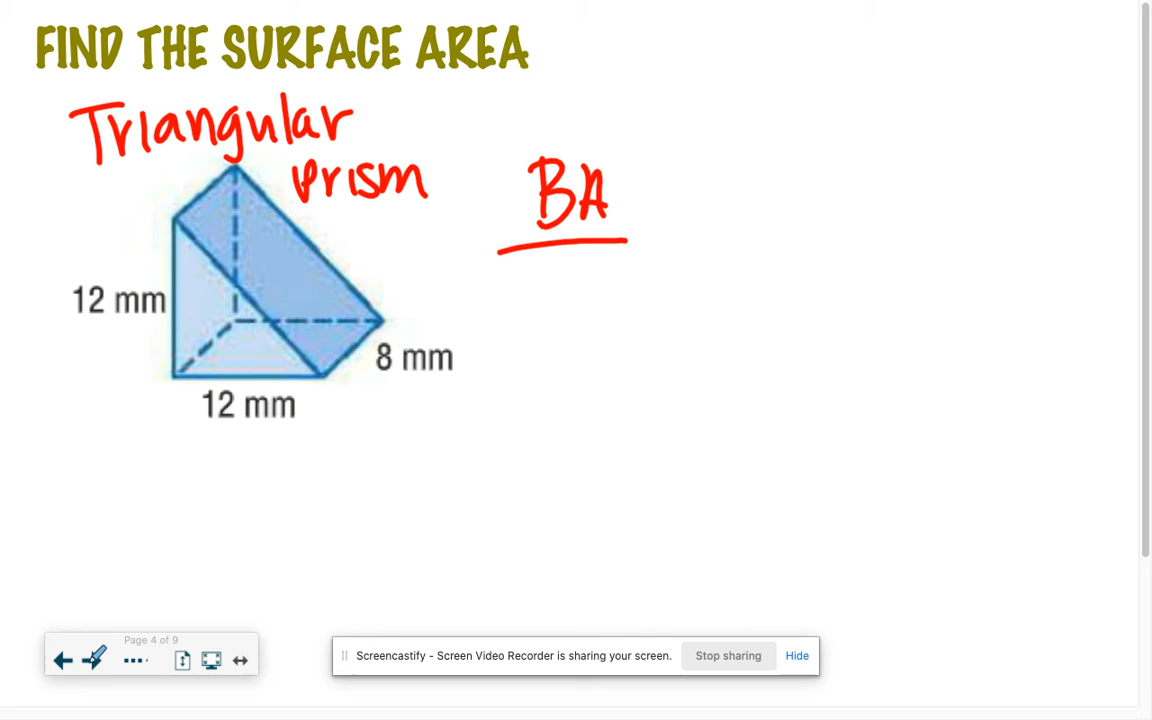 FIND THE SURFACE AREA
Triangular
prism
BA
12 mm
8 mm
12 mm
Page 4 of 9
Screencastify - Screen Video Recorder is sharing your screen.
Stop sharing
Hide